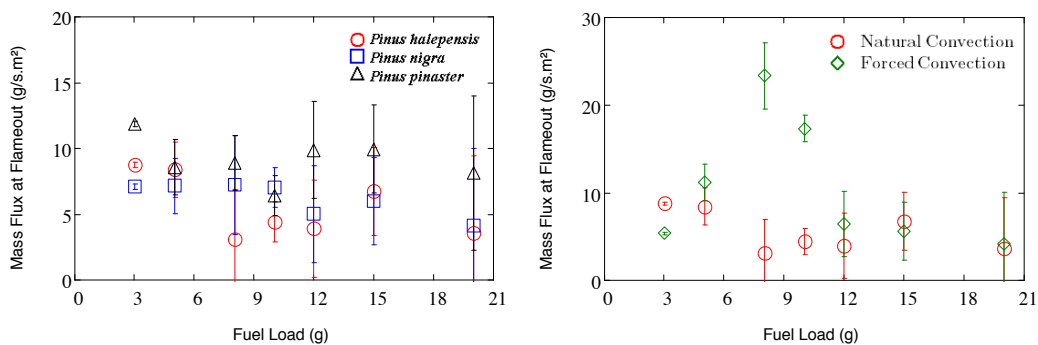 20
15
10
5
0
0
3
6
9
12
15
18
21
Mass Flux at Flameout (g/s.m²)
Fuel Load (g)
Pinus halepensis
Pinus nigra
Pinus pinaster
30
20
10
0
0
3
6
9
12
15
18
21
Mass Flux at Flameout (g/s.m²)
Fuel Load (g)
Natural Convection
Forced Convection